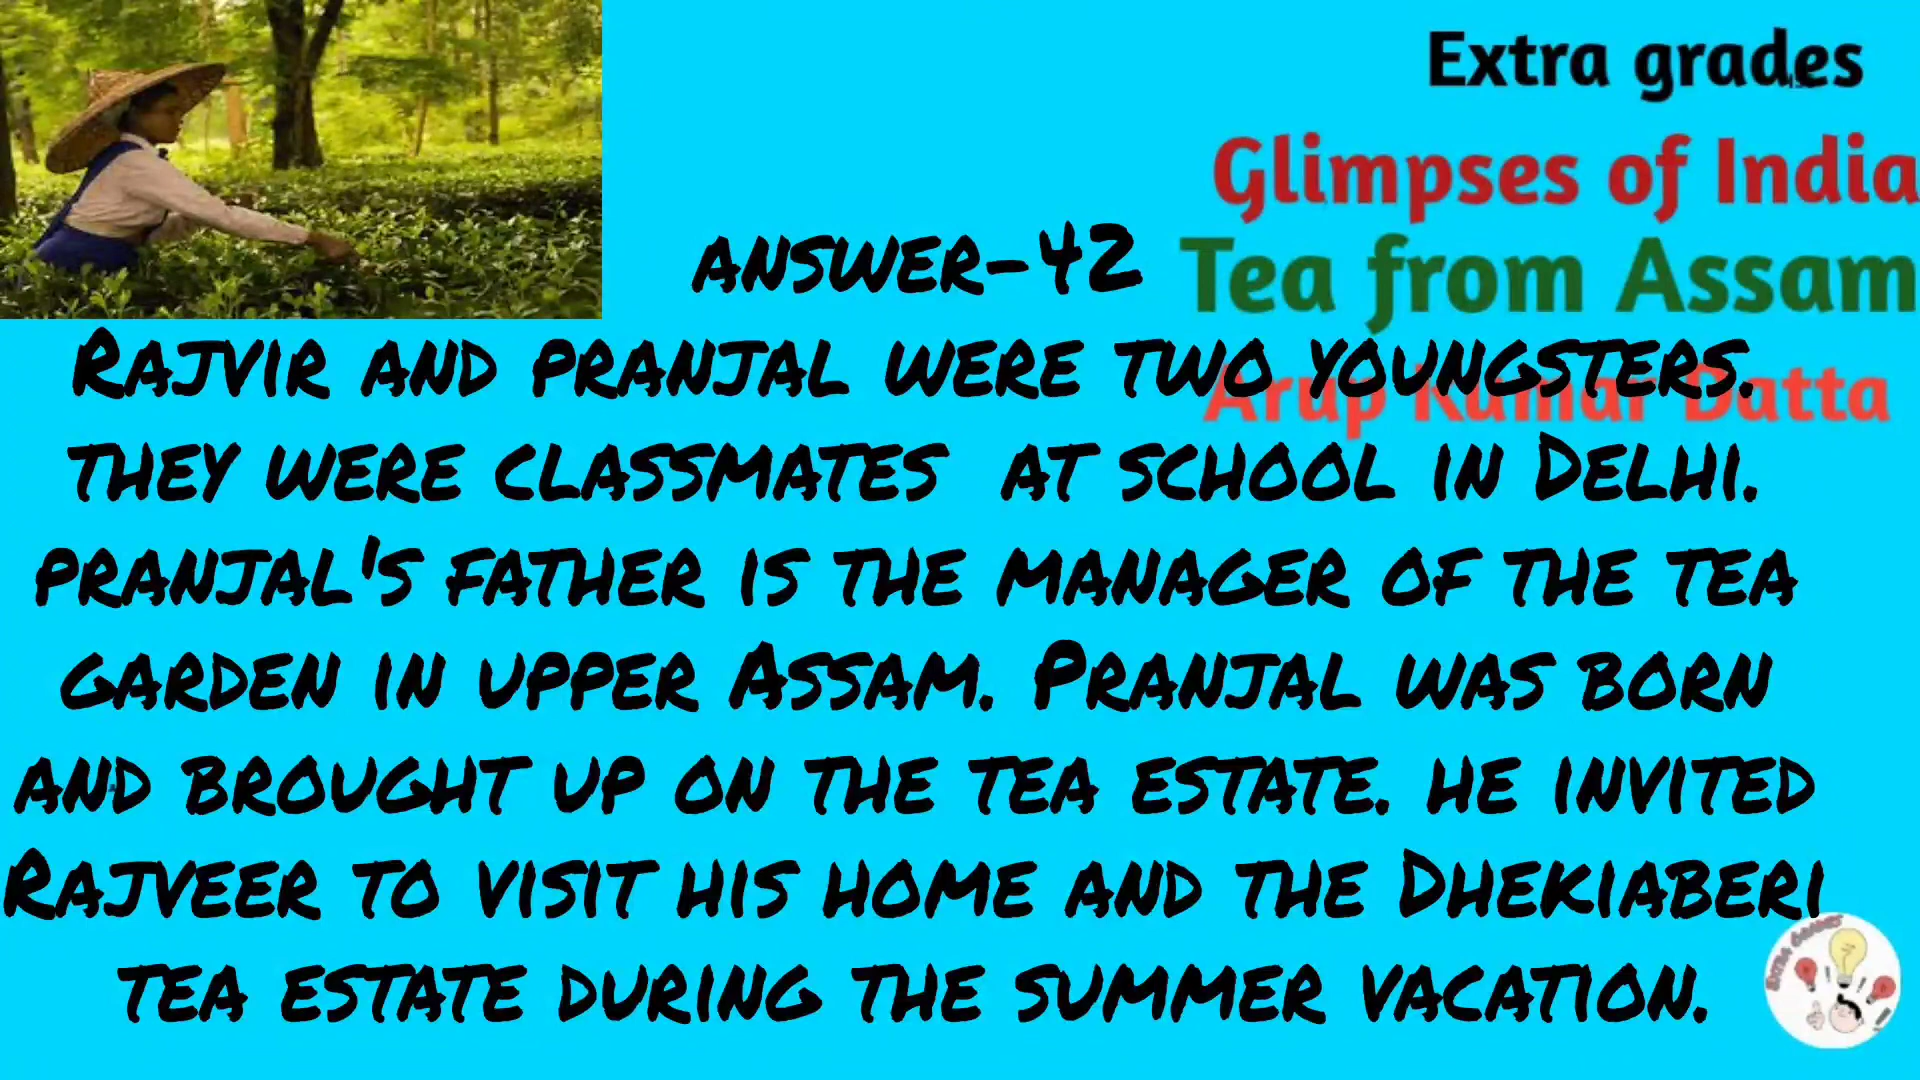 Extra grades
Glimpses of India
Tea from Assam
Arup Kumar Datta
ANSWER-42
RAJVIR AND PRANJAL WERE TWO YOUNGSTERS.
THEY WERE CLASSMATES AT SCHOOL IN DELHI.
PRANJAL'S FATHER IS THE MANAGER OF THE TEA
GARDEN IN UPPER ASSAM. PRANJAL WAS BORN
AND BROUGHT UP ON THE TEA ESTATE. HE INVITED
RAJVEER TO VISIT HIS HOME AND THE DHEKIABERI
TEA ESTATE DURING THE SUMMER VACATION.
EXTRA GRADES